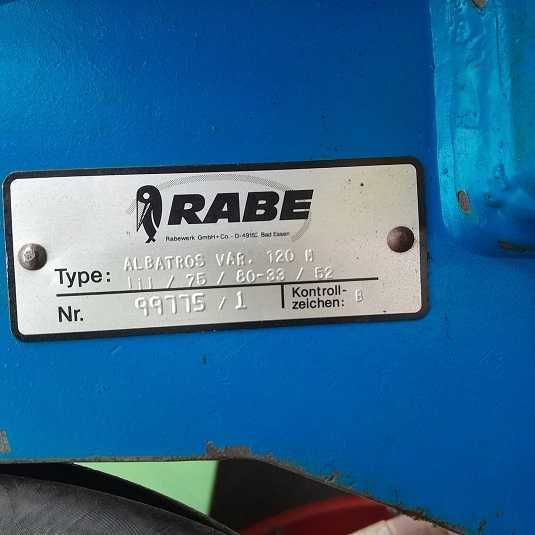 RABE
Rabewerk GmbH + Co. - D-4515 Bad Essen
Type: ALBATROS VAR. 120 M
III / 75 / 80-33 / 52
Nr. 99775 / 1 Kontroll-
zeichen: B